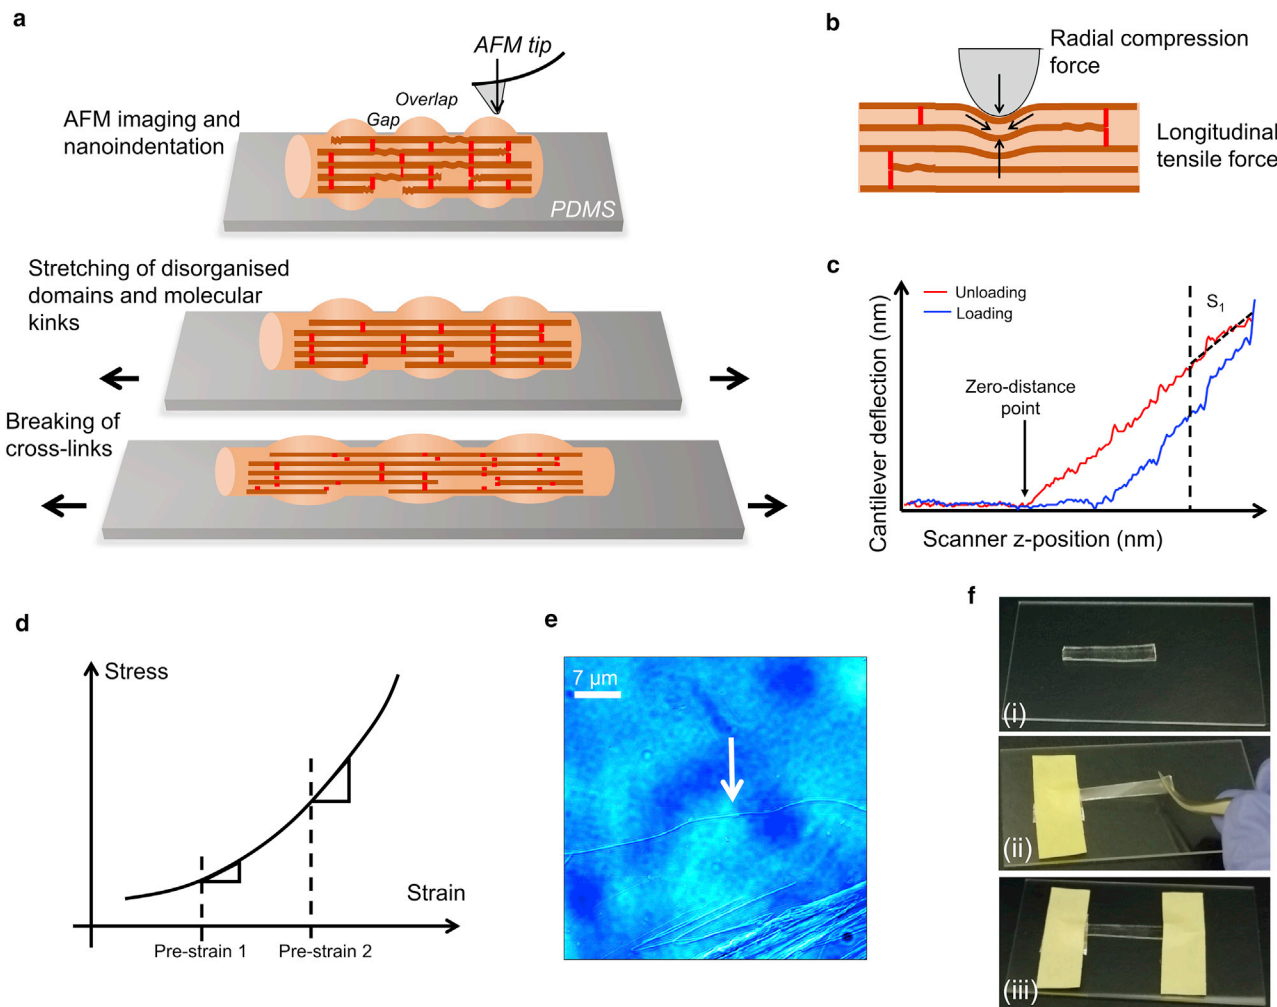 a
AFM tip
Overlap
Gap
AFM imaging and
nanoindentation
PDMS
Stretching of disorganised
domains and molecular
kinks
Breaking of
cross-links
b
Radial compression
force
Longitudinal
tensile force
c
Unloading
Loading
S1
Zero-distance
point
Cantilever deflection (nm)
Scanner z-position (nm)
d
Stress
Strain
Pre-strain 1
Pre-strain 2
e
7 µm
f
(i)
(ii)
(iii)